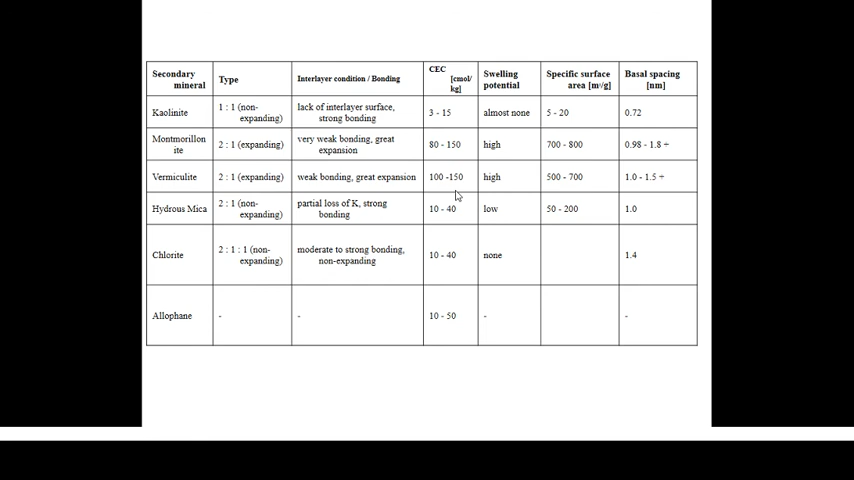 Secondary mineral Type Interlayer condition / Bonding CEC [cmol/ kg] Swelling potential Specific surface area [m²/g] Basal spacing [nm]
Kaolinite 1 : 1 (non-expanding) lack of interlayer surface, strong bonding 3 - 15 almost none 5 - 20 0.72
Montmorillonite 2 : 1 (expanding) very weak bonding, great expansion 80 - 150 high 700 - 800 0.98 - 1.8 +
Vermiculite 2 : 1 (expanding) weak bonding, great expansion 100 -150 high 500 - 700 1.0 - 1.5 +
Hydrous Mica 2 : 1 (non-expanding) partial loss of K, strong bonding 10 - 40 low 50 - 200 1.0
Chlorite 2 : 1 : 1 (non-expanding) moderate to strong bonding, non-expanding 10 - 40 none 1.4
Allophane - - 10 - 50 - -